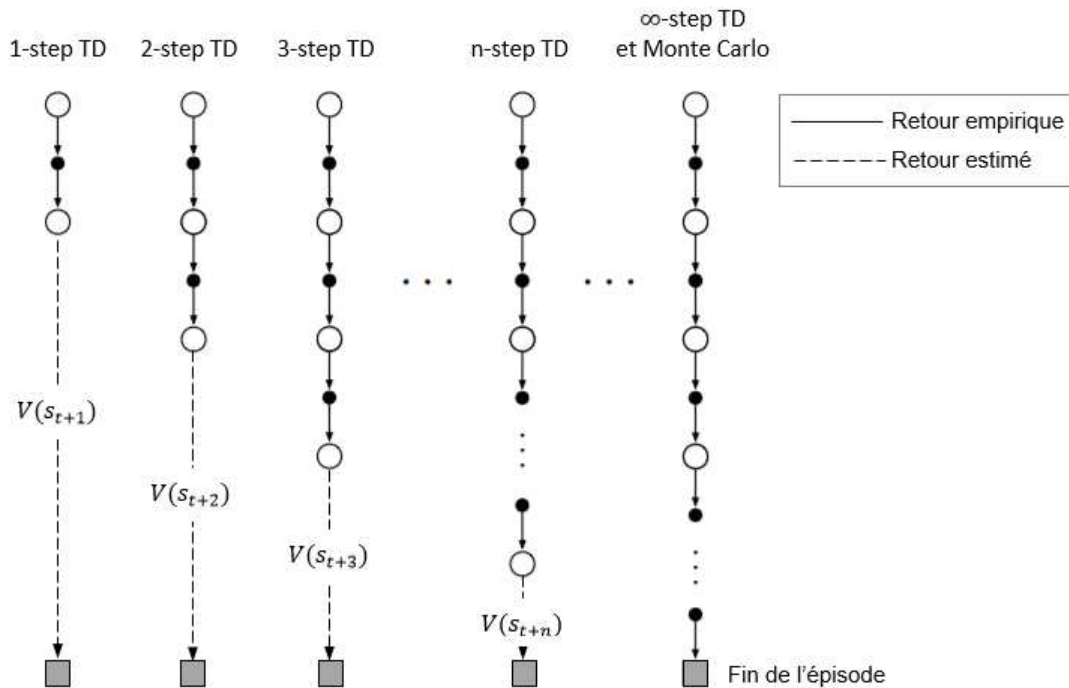 1-step TD
2-step TD
3-step TD
n-step TD
∞-step TD
et Monte Carlo
Retour empirique
Retour estimé
. . .
. . .
V(s_{t+1})
V(s_{t+2})
V(s_{t+3})
V(s_{t+n})
Fin de l'épisode